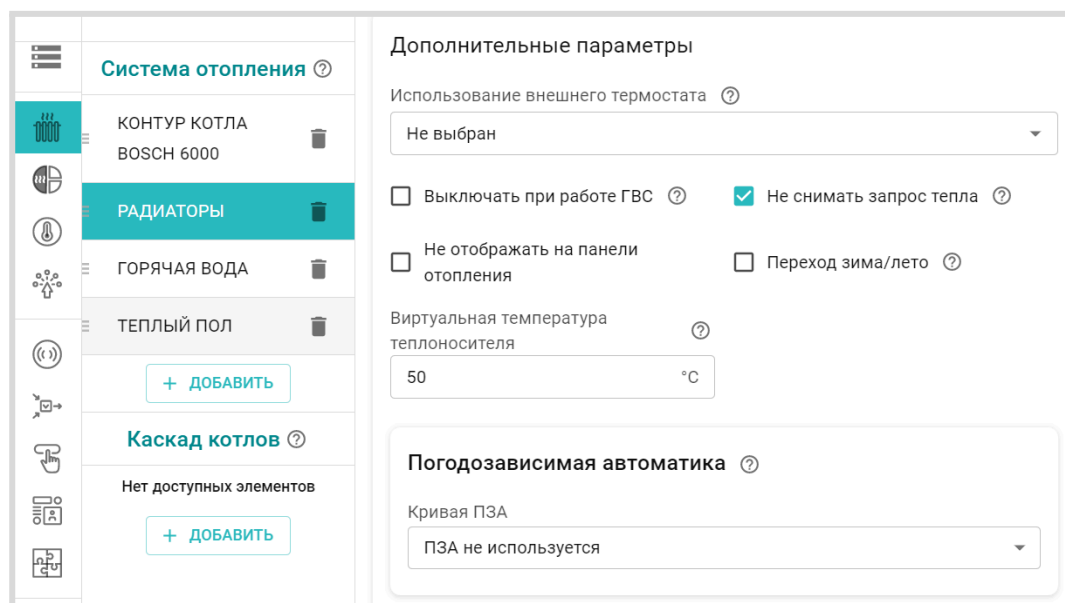 Система отопления
КОНТУР КОТЛА
BOSCH 6000
РАДИАТОРЫ
ГОРЯЧАЯ ВОДА
ТЕПЛЫЙ ПОЛ
+ ДОБАВИТЬ
Каскад котлов
Нет доступных элементов
+ ДОБАВИТЬ
Дополнительные параметры
Использование внешнего термостата
Не выбран
Выключать при работе ГВС
Не снимать запрос тепла
Не отображать на панели
отопления
Переход зима/лето
Виртуальная температура
теплоносителя
50 °C
Погодозависимая автоматика
Кривая ПЗА
ПЗА не используется